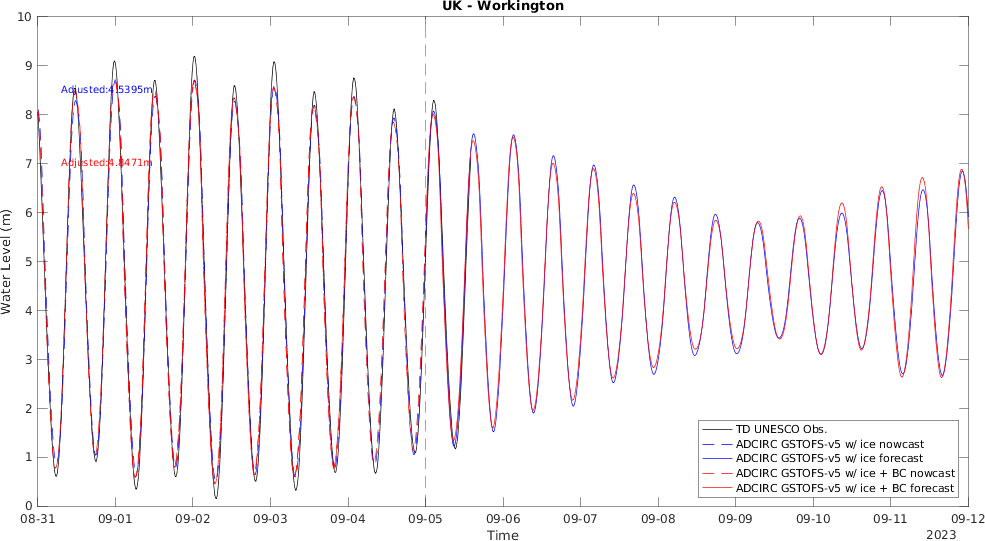 UK - Workington
10
9
8
7
6
5
4
3
2
1
0
Water Level (m)
Adjusted:4.5395m
Adjusted:4.8471m
08-31 09-01 09-02 09-03 09-04 09-05 09-06 09-07 09-08 09-09 09-10 09-11 09-12
Time
2023
TD UNESCO Obs.
ADCIRC GSTOFS-v5 w/ ice nowcast
ADCIRC GSTOFS-v5 w/ ice forecast
ADCIRC GSTOFS-v5 w/ ice + BC nowcast
ADCIRC GSTOFS-v5 w/ ice + BC forecast